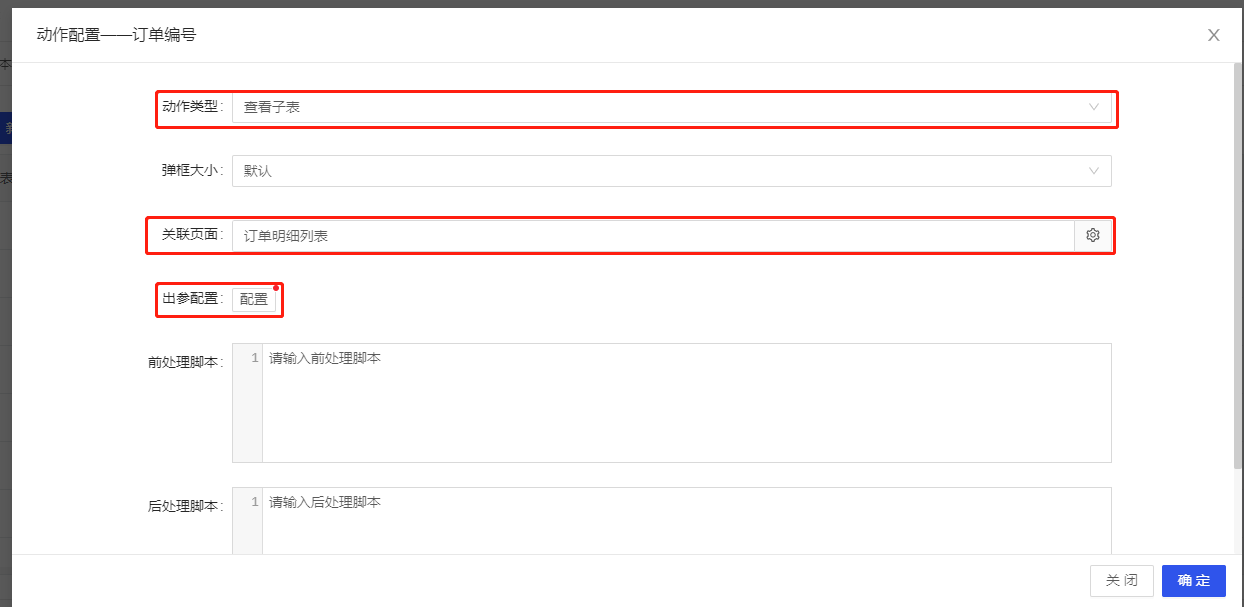 动作配置——订单编号
动作类型: 查看子表
弹框大小: 默认
关联页面: 订单明细列表
出参配置: 配置
前处理脚本: 1 请输入前处理脚本
后处理脚本: 1 请输入后处理脚本
关 闭 确 定